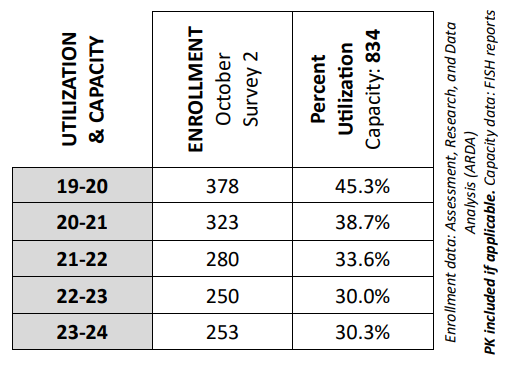 UTILIZATION
& CAPACITY
ENROLLMENT
October
Survey 2
Percent
Utilization
Capacity: 834
19-20 378 45.3%
20-21 323 38.7%
21-22 280 33.6%
22-23 250 30.0%
23-24 253 30.3%
Enrollment data: Assessment, Research, and Data
Analysis (ARDA)
PK included if applicable. Capacity data: FISH reports